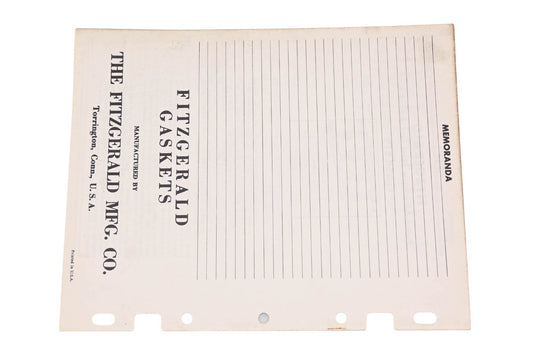 MEMORANDA
FITZGERALD
GASKETS
MANUFACTURED BY
THE FITZGERALD MFG. CO.
Torrington, Conn., U. S. A.
Printed in U.S.A.